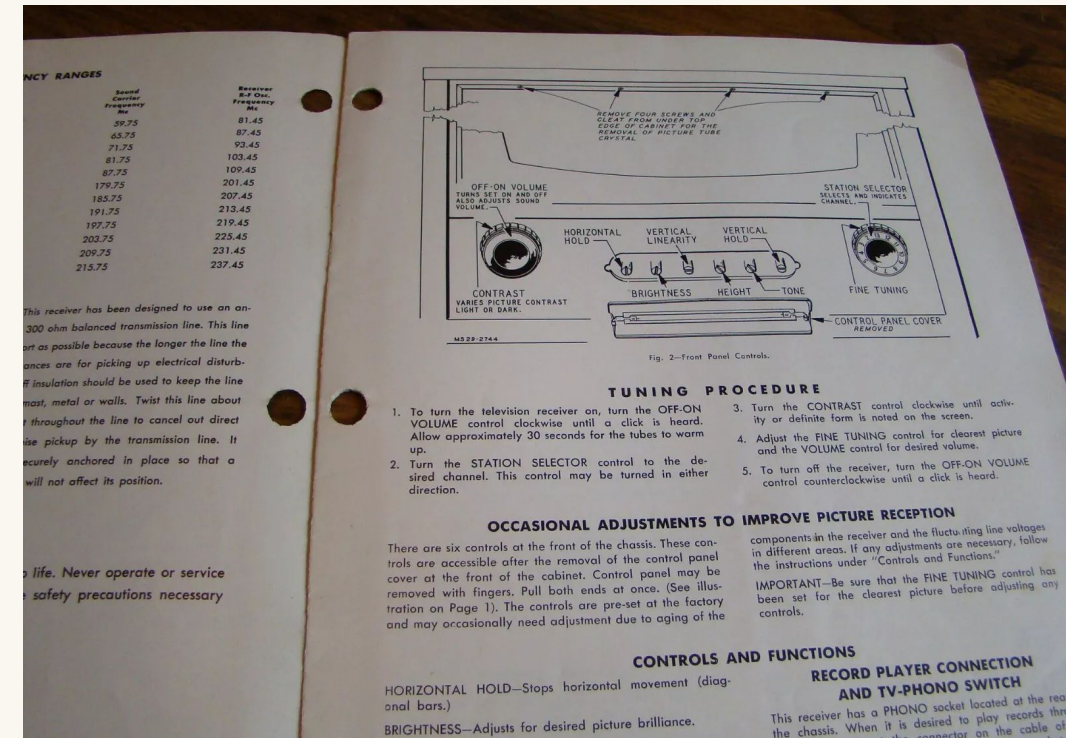 NCY RANGES
Sound
Carrier
Frequency
Mc
Receiver
R-F Osc.
Frequency
Mc
59.75 81.45
65.75 87.45
71.75 93.45
81.75 103.45
87.75 109.45
179.75 201.45
185.75 207.45
191.75 213.45
197.75 219.45
203.75 225.45
209.75 231.45
215.75 237.45
This receiver has been designed to use an an-
300 ohm balanced transmission line. This line
ort as possible because the longer the line the
ances are for picking up electrical disturb-
ff insulation should be used to keep the line
mast, metal or walls. Twist this line about
t throughout the line to cancel out direct
ise pickup by the transmission line. It
ecurely anchored in place so that a
will not affect its position.
life. Never operate or service
safety precautions necessary
REMOVE FOUR SCREWS AND
CLEAT FROM UNDER TOP
EDGE OF CABINET FOR THE
REMOVAL OF PICTURE TUBE
CRYSTAL
OFF-ON VOLUME
TURNS SET ON AND OFF
ALSO ADJUSTS SOUND
VOLUME.
STATION SELECTOR
SELECTS AND INDICATES
CHANNEL.
HORIZONTAL
HOLD
VERTICAL
LINEARITY
VERTICAL
HOLD
CONTRAST
VARIES PICTURE CONTRAST
LIGHT OR DARK.
BRIGHTNESS
HEIGHT
TONE
FINE TUNING
CONTROL PANEL COVER
REMOVED
MS29-2744
Fig. 2—Front Panel Controls.
TUNING PROCEDURE
1. To turn the television receiver on, turn the OFF-ON
VOLUME control clockwise until a click is heard.
Allow approximately 30 seconds for the tubes to warm
up.
2. Turn the STATION SELECTOR control to the de-
sired channel. This control may be turned in either
direction.
3. Turn the CONTRAST control clockwise until activ-
ity or definite form is noted on the screen.
4. Adjust the FINE TUNING control for clearest picture
and the VOLUME control for desired volume.
5. To turn off the receiver, turn the OFF-ON VOLUME
control counterclockwise until a click is heard.
OCCASIONAL ADJUSTMENTS TO IMPROVE PICTURE RECEPTION
There are six controls at the front of the chassis. These con-
trols are accessible after the removal of the control panel
cover at the front of the cabinet. Control panel may be
removed with fingers. Pull both ends at once. (See illus-
tration on Page 1). The controls are pre-set at the factory
and may occasionally need adjustment due to aging of the
components in the receiver and the fluctuating line voltages
in different areas. If any adjustments are necessary, follow
the instructions under "Controls and Functions."
IMPORTANT—Be sure that the FINE TUNING control has
been set for the clearest picture before adjusting any
controls.
CONTROLS AND FUNCTIONS
HORIZONTAL HOLD—Stops horizontal movement (diag-
onal bars.)
BRIGHTNESS—Adjusts for desired picture brilliance.
RECORD PLAYER CONNECTION
AND TV-PHONO SWITCH
This receiver has a PHONO socket located at the rea
the chassis. When it is desired to play records thr
connector on the cable of